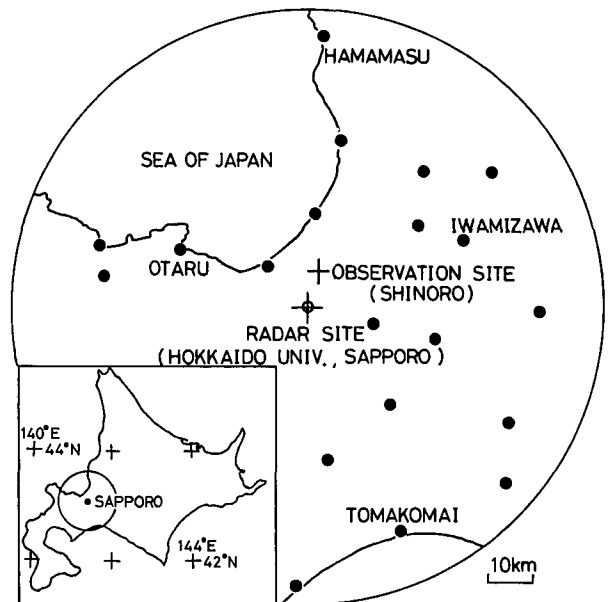 HAMAMASU
SEA OF JAPAN
IWAMIZAWA
OTARU
OBSERVATION SITE
(SHINORO)
RADAR SITE
(HOKKAIDO UNIV., SAPPORO)
140°E
44°N
SAPPORO
144°E
42°N
TOMAKOMAI
10km